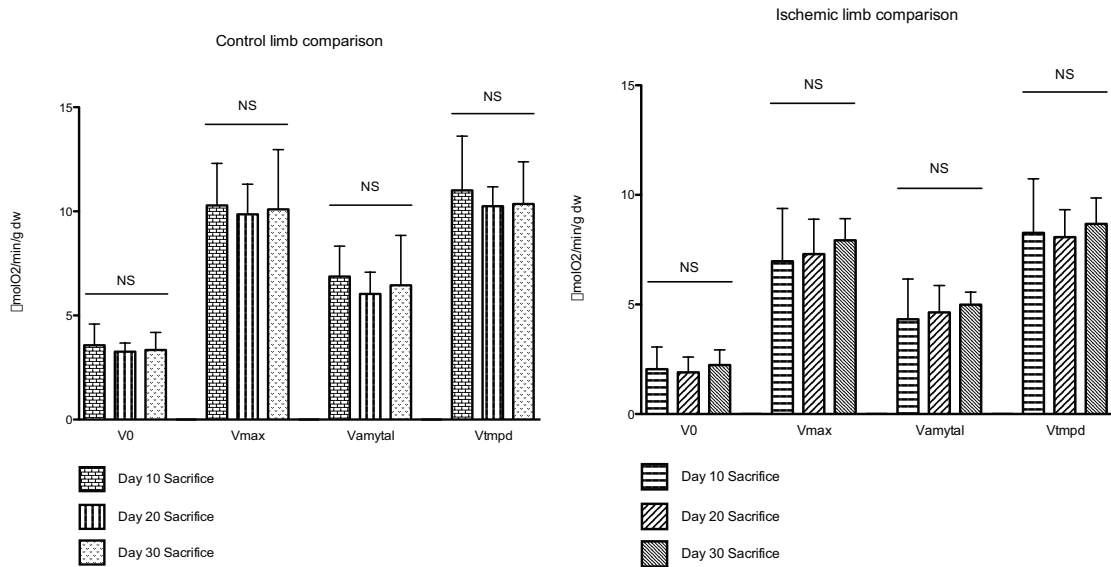 Control limb comparison
15
10
5
0
□molO2/min/g dw
NS
NS
NS
NS
V0
Vmax
Vamytal
Vtmpd
Day 10 Sacrifice
Day 20 Sacrifice
Day 30 Sacrifice
Ischemic limb comparison
15
10
5
0
□molO2/min/g dw
NS
NS
NS
NS
V0
Vmax
Vamytal
Vtmpd
Day 10 Sacrifice
Day 20 Sacrifice
Day 30 Sacrifice